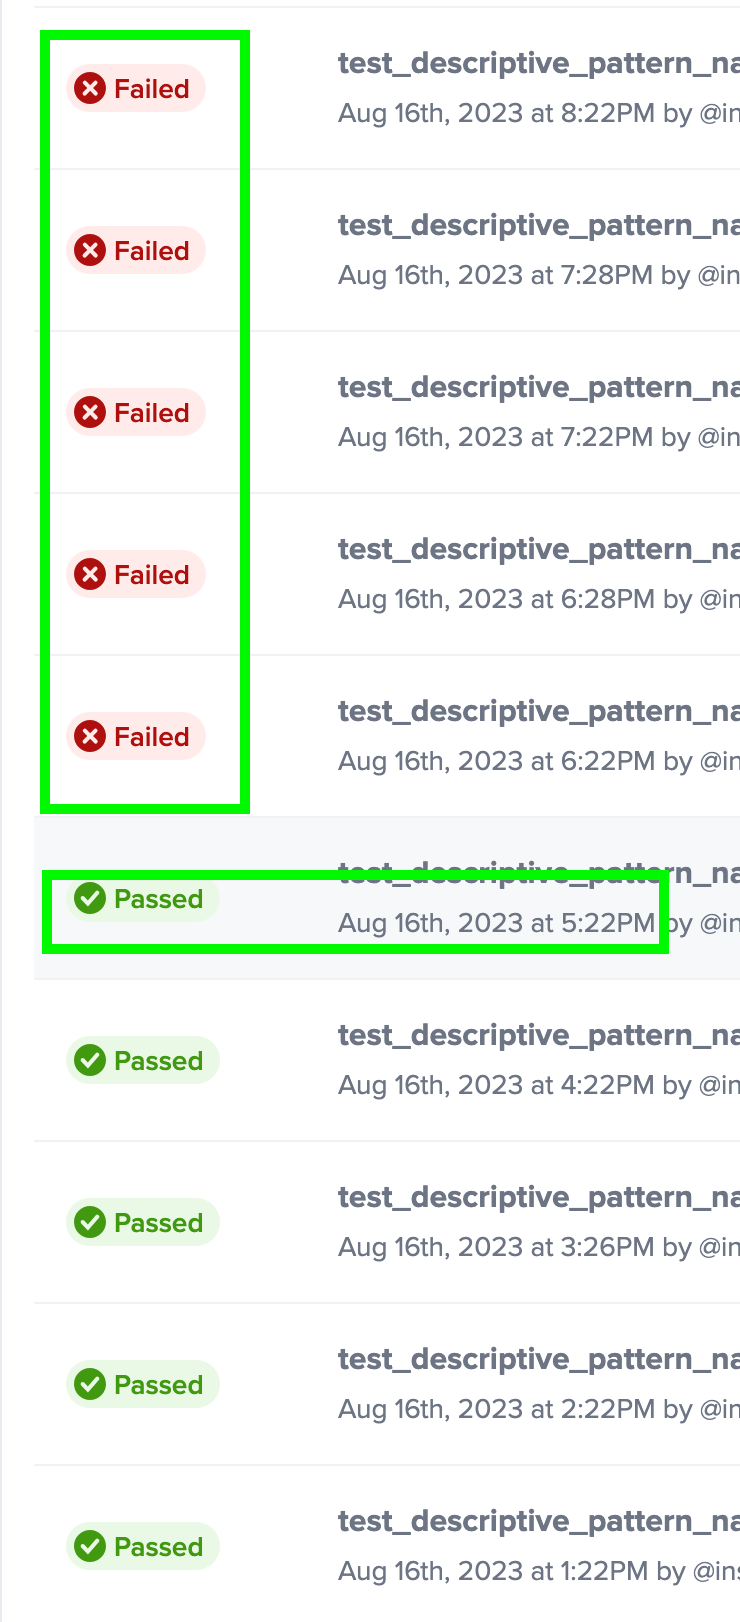 Failed
test_descriptive_pattern_na
Aug 16th, 2023 at 8:22PM by @in
Failed
test_descriptive_pattern_na
Aug 16th, 2023 at 7:28PM by @in
Failed
test_descriptive_pattern_na
Aug 16th, 2023 at 7:22PM by @in
Failed
test_descriptive_pattern_na
Aug 16th, 2023 at 6:28PM by @in
Failed
test_descriptive_pattern_na
Aug 16th, 2023 at 6:22PM by @in
Passed
test_descriptive_pattern_na
Aug 16th, 2023 at 5:22PM by @in
Passed
test_descriptive_pattern_na
Aug 16th, 2023 at 4:22PM by @in
Passed
test_descriptive_pattern_na
Aug 16th, 2023 at 3:26PM by @in
Passed
test_descriptive_pattern_na
Aug 16th, 2023 at 2:22PM by @in
Passed
test_descriptive_pattern_na
Aug 16th, 2023 at 1:22PM by @ins